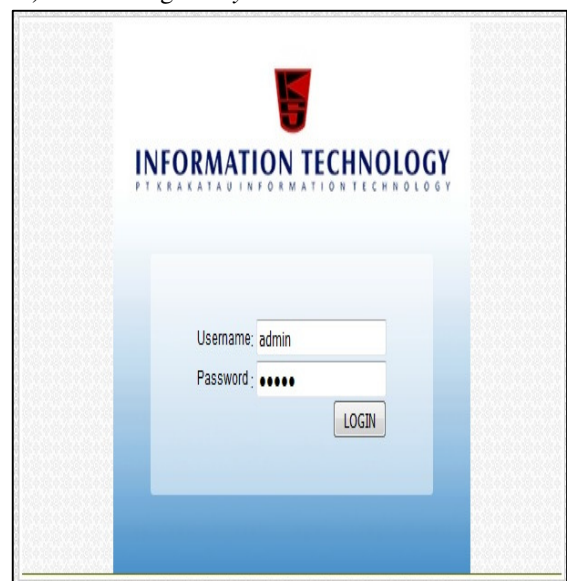 INFORMATION TECHNOLOGY
PT KRAKATAU INFORMATION TECHNOLOGY
Username: admin
Password : •••••
LOGIN